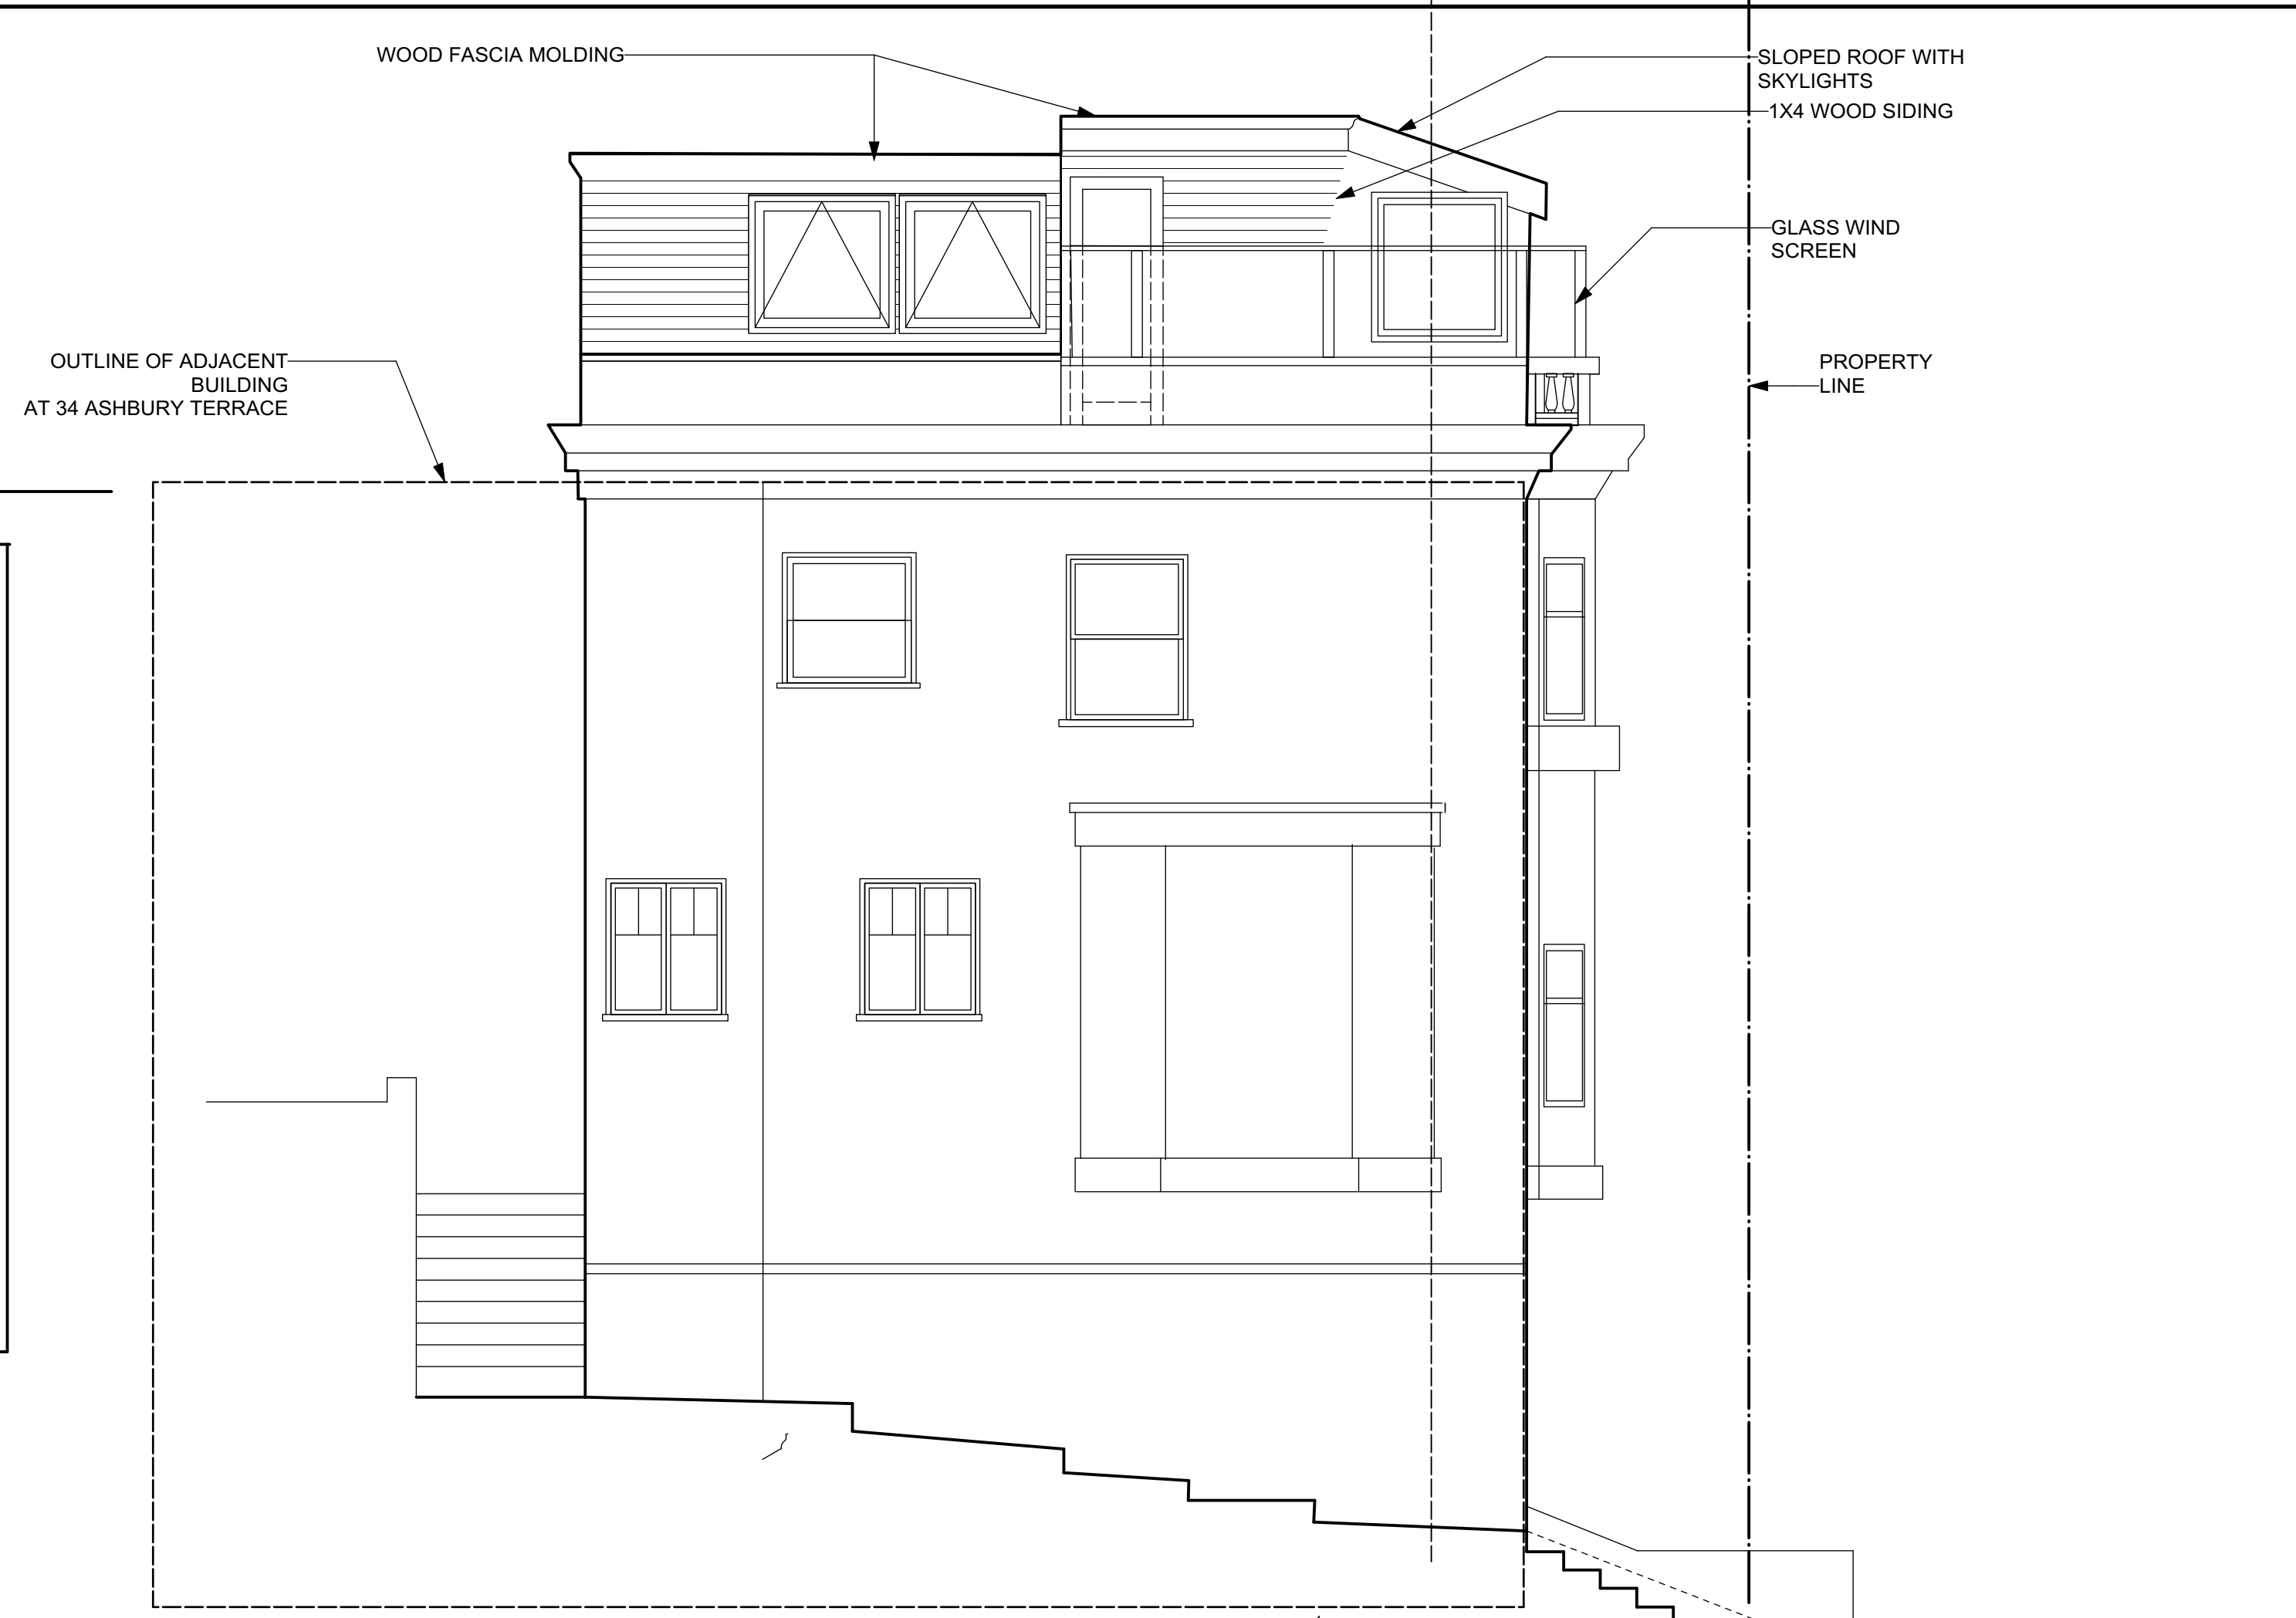 WOOD FASCIA MOLDING
SLOPED ROOF WITH
SKYLIGHTS
1X4 WOOD SIDING
GLASS WIND
SCREEN
OUTLINE OF ADJACENT
BUILDING
AT 34 ASHBURY TERRACE
PROPERTY
LINE